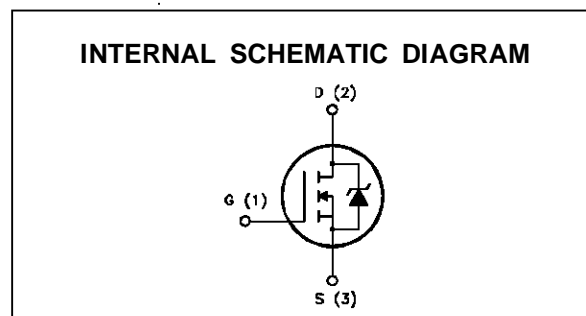 INTERNAL SCHEMATIC DIAGRAM
D (2)
G (1)
S (3)